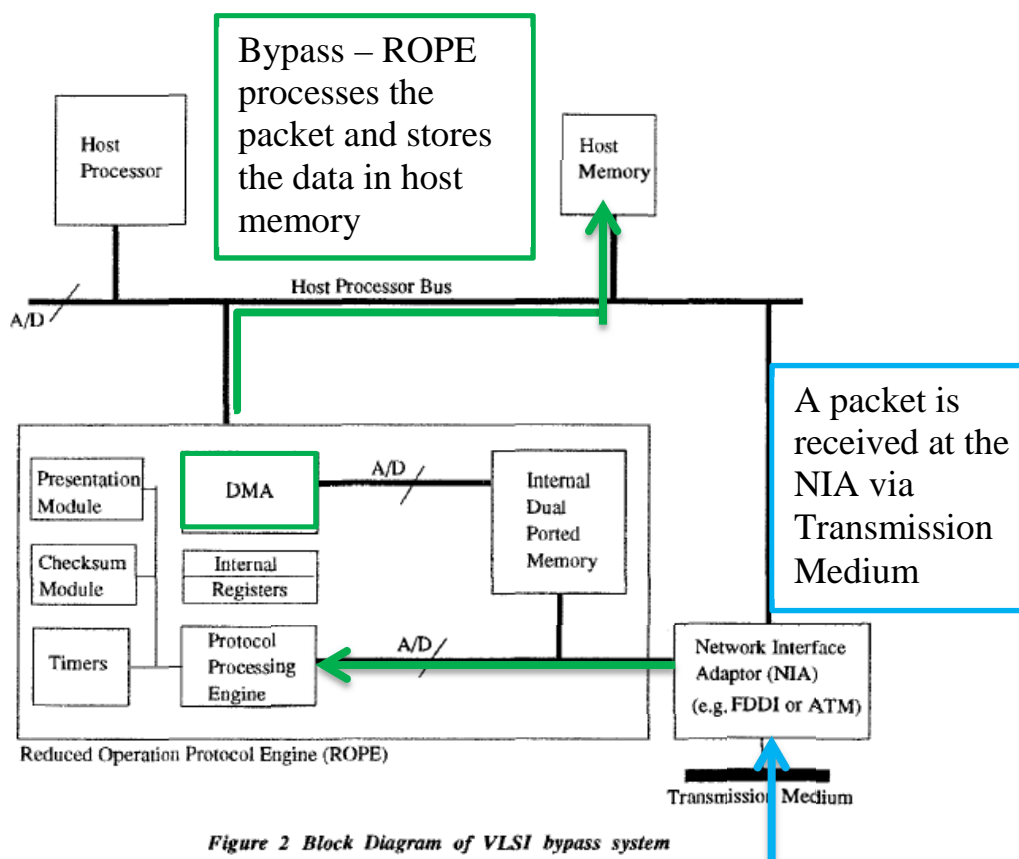 Bypass – ROPE
processes the
packet and stores
the data in host
memory
Host
Processor
Host
Memory
Host Processor Bus
A/D
A packet is
received at the
NIA via
Transmission
Medium
Presentation
Module
DMA
A/D
Internal
Dual
Ported
Memory
Checksum
Module
Internal
Registers
Timers
Protocol
Processing
Engine
A/D
Network Interface
Adaptor (NIA)
(e.g. FDDI or ATM)
Reduced Operation Protocol Engine (ROPE)
Transmission Medium
Figure 2 Block Diagram of VLSI bypass system